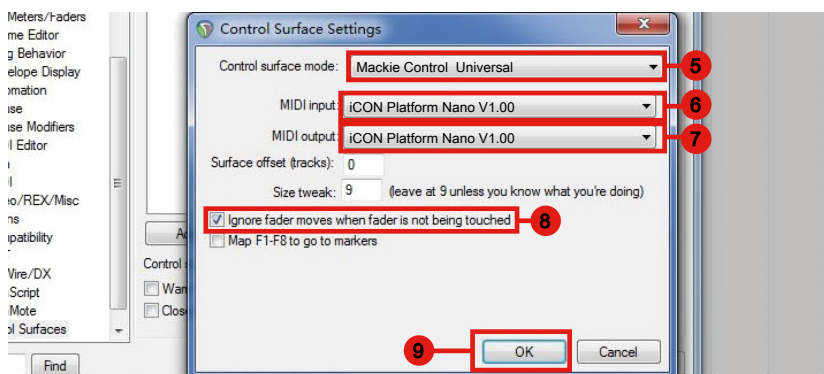 Meters/Faders
me Editor
g Behavior
elope Display
omation
use
use Modifiers
I Editor
eo/REX/Misc
ns
patibility
Wire/DX
Script
Mote
ol Surfaces
Find
Control
Wan
Clos
Control Surface Settings
Control surface mode: Mackie Control Universal 5
MIDI input: iCON Platform Nano V1.00 6
MIDI output: iCON Platform Nano V1.00 7
Surface offset (tracks): 0
Size tweak: 9 (leave at 9 unless you know what you're doing)
Ignore fader moves when fader is not being touched 8
Map F1-F8 to go to markers
9 OK Cancel